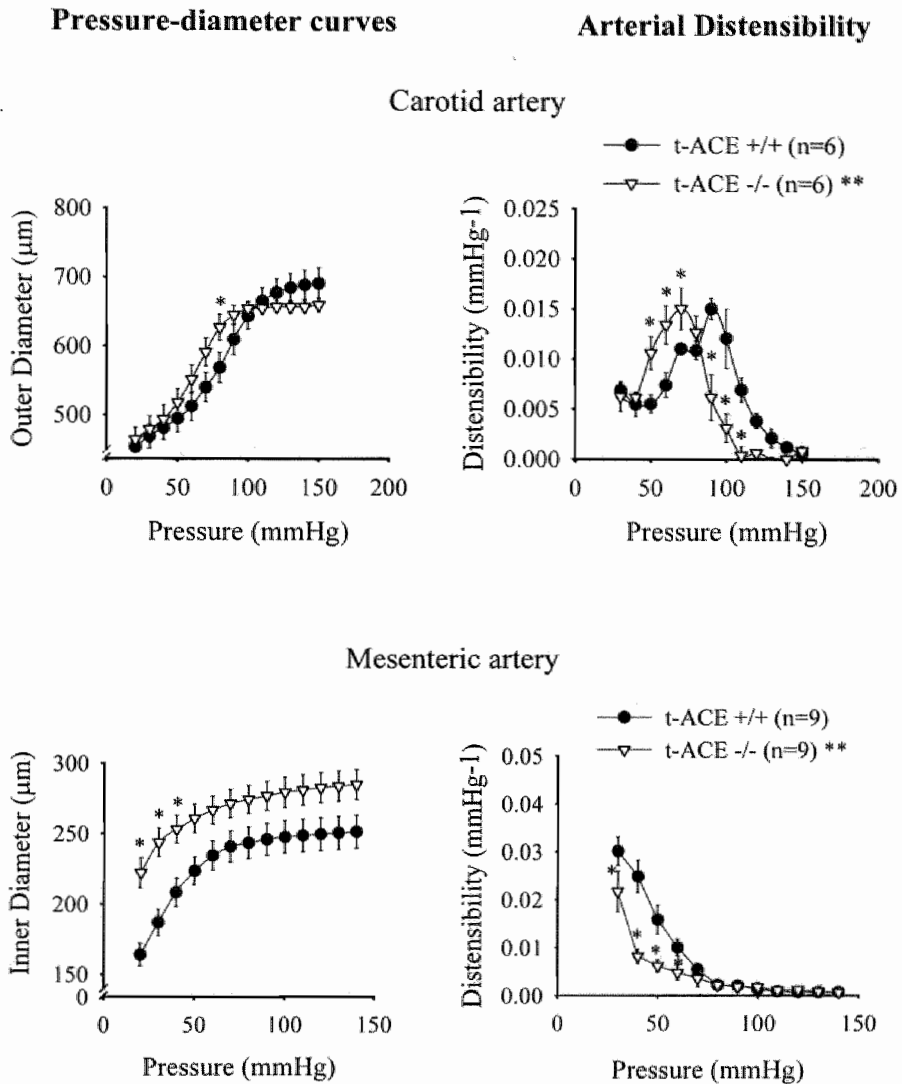 Pressure-diameter curves
Arterial Distensibility
Carotid artery
t-ACE +/+ (n=6)
t-ACE -/- (n=6) **
800
700
600
500
Outer Diameter (μm)
0 50 100 150 200
Pressure (mmHg)
*
0.025
0.020
0.015
0.010
0.005
0.000
Distensibility (mmHg-1)
0 50 100 150 200
Pressure (mmHg)
* * * * * *
Mesenteric artery
t-ACE +/+ (n=9)
t-ACE -/- (n=9) **
300
250
200
150
0
Inner Diameter (μm)
0 50 100 150
Pressure (mmHg)
* * *
0.05
0.04
0.03
0.02
0.01
0.00
Distensibility (mmHg-1)
0 50 100 150
Pressure (mmHg)
* * * *